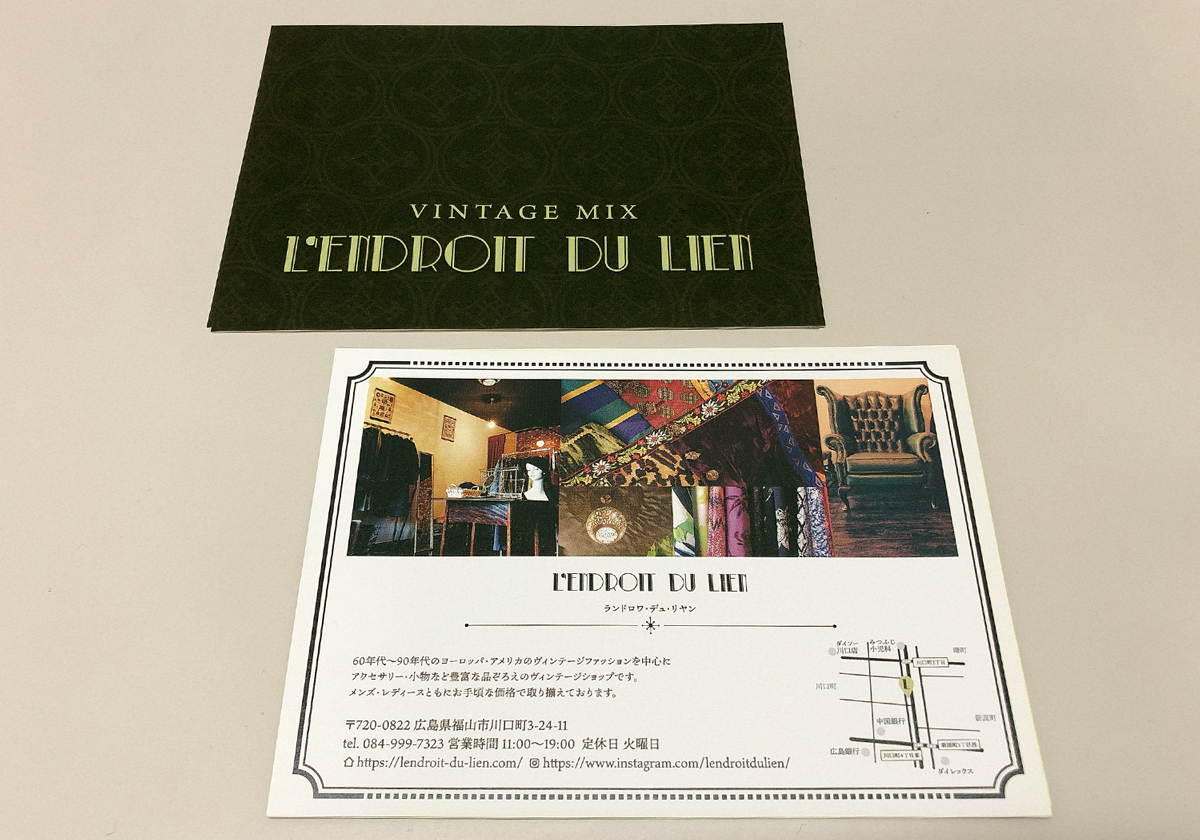 VINTAGE MIX
L'ENDROIT DU LIEN
L'ENDROIT DU LIEN
ランドロワ・デュ・リヤン
60年代〜90年代のヨーロッパ・アメリカのヴィンテージファッションを中心に
アクセサリー・小物など豊富な品ぞろえのヴィンテージショップです。
メンズ・レディースともにお手頃な価格で取り揃えております。
〒720-0822 広島県福山市川口町3-24-11
tel. 084-999-7323 営業時間 11:00〜19:00 定休日 火曜日
https://lendroit-du-lien.com/ https://www.instagram.com/lendroitdulien/
ダイソー
川口店
みつふじ
小児科
曙町
川口町
L
中国銀行
新涯町
広島銀行
ダイレックス